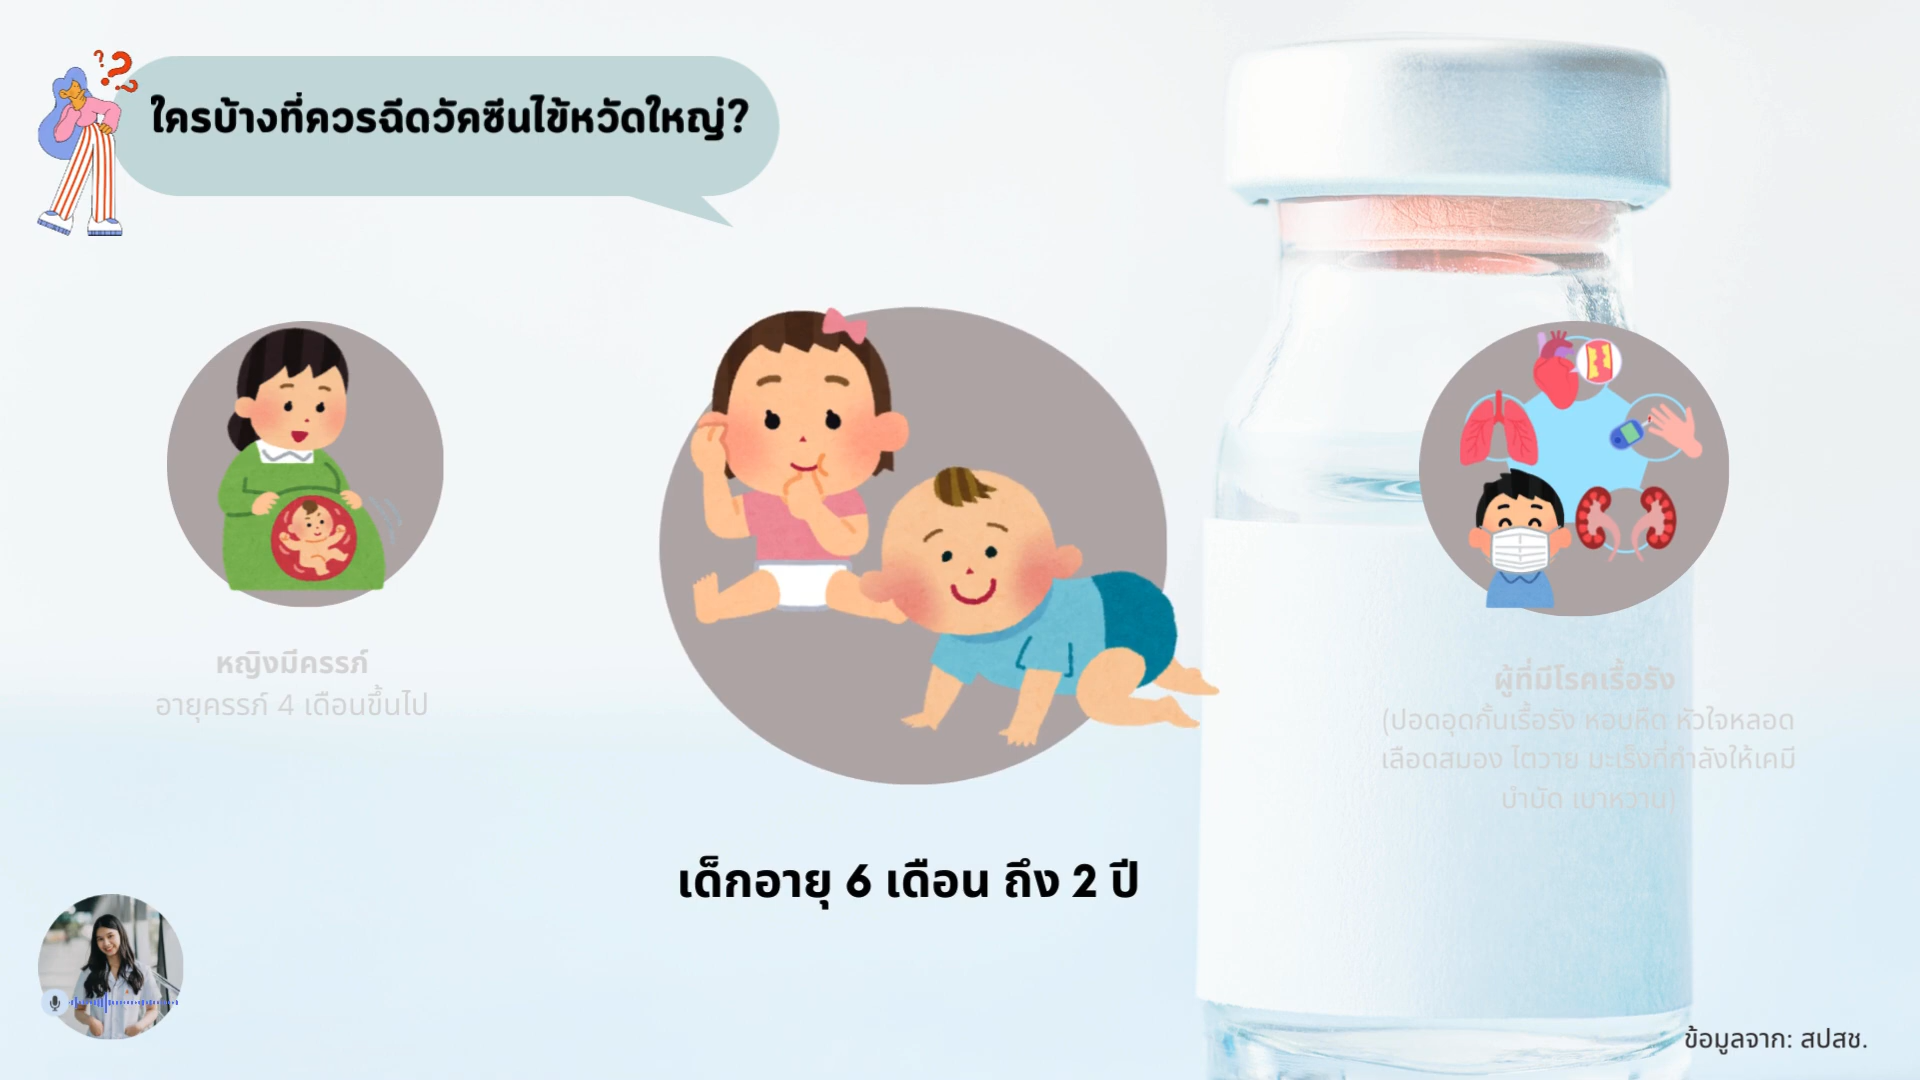 ใครบ้างที่ควรฉีดวัคซีนไข้หวัดใหญ่?
หญิงมีครรภ์
อายุครรภ์ 4 เดือนขึ้นไป
เด็กอายุ 6 เดือน ถึง 2 ปี
ผู้ที่มีโรคเรื้อรัง
(ปอดอุดกั้นเรื้อรัง หอบหืด หัวใจหลอด
เลือดสมอง ไตวาย มะเร็งที่กำลังให้เคมี
บำบัด เบาหวาน)
ข้อมูลจาก: สปสช.